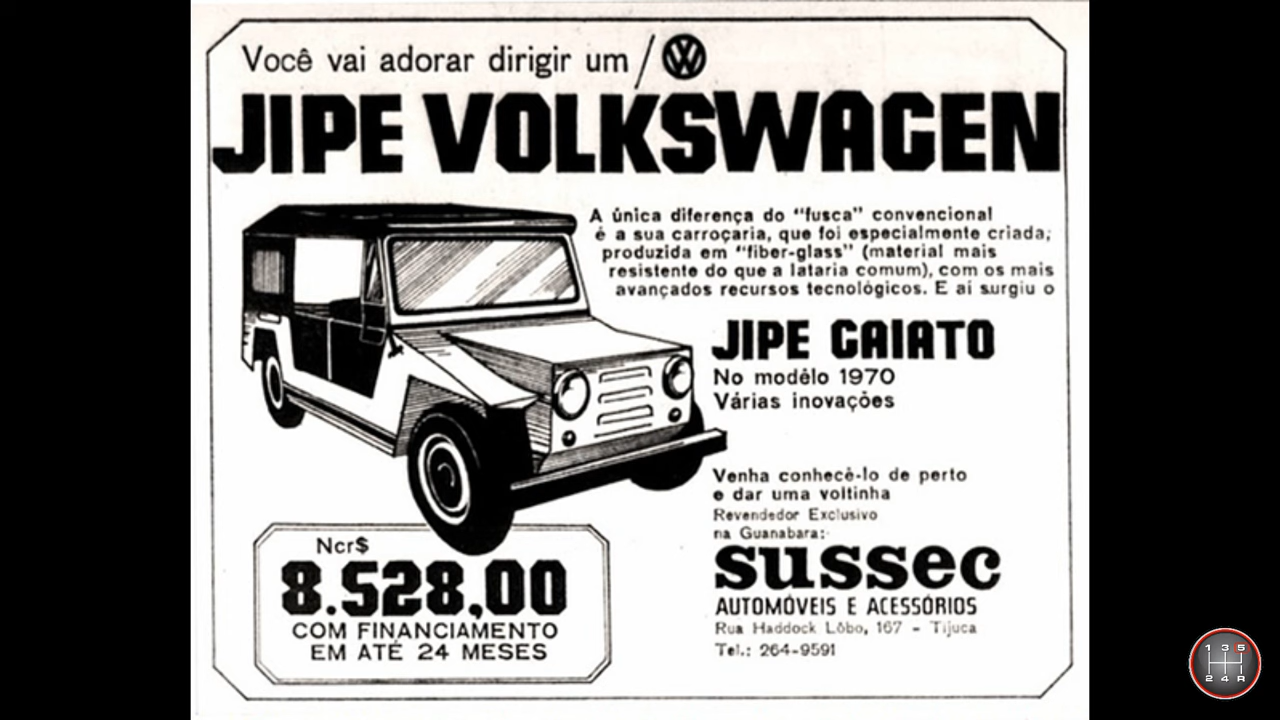 Você vai adorar dirigir um
JIPE VOLKSWAGEN
A única diferença do "fusca" convencional
é a sua carroçaria, que foi especialmente criada;
produzida em "fiber-glass" (material mais
resistente do que a lataria comum), com os mais
avançados recursos tecnológicos. E aí surgiu o
JIPE GAIATO
No modêlo 1970
Várias inovações
Venha conhecê-lo de perto
e dar uma voltinha
Revendedor Exclusivo
na Guanabara:
sussec
AUTOMÓVEIS E ACESSÓRIOS
Rua Haddock Lôbo, 167 - Tijuca
Tel.: 264-9591
Ncr$
8.528,00
COM FINANCIAMENTO
EM ATÉ 24 MESES
1 3 5
2 4 R